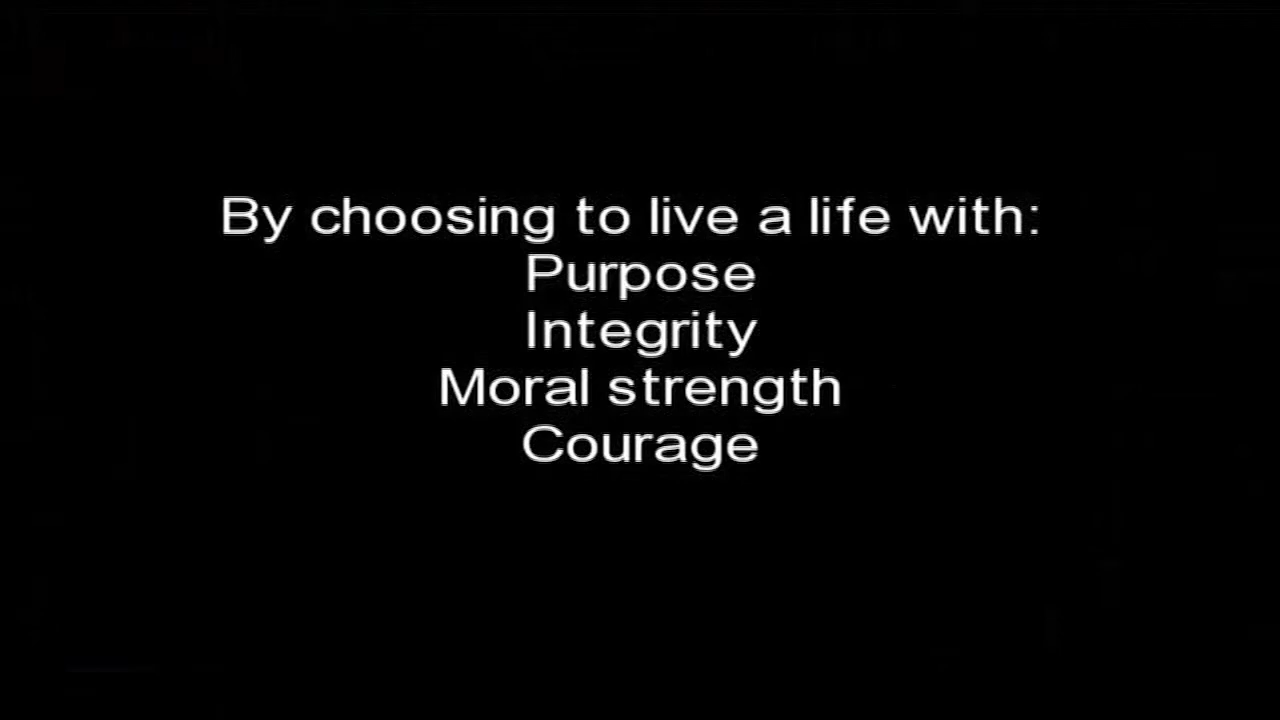 By choosing to live a life with:
Purpose
Integrity
Moral strength
Courage